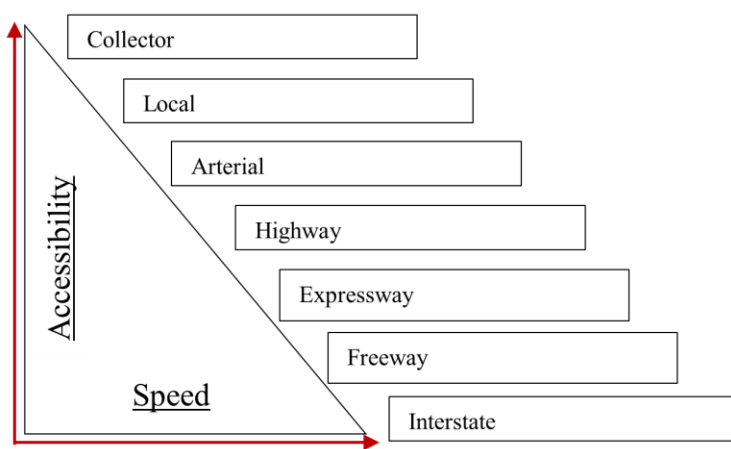 Collector
Local
Arterial
Highway
Expressway
Freeway
Interstate
Accessibility
Speed